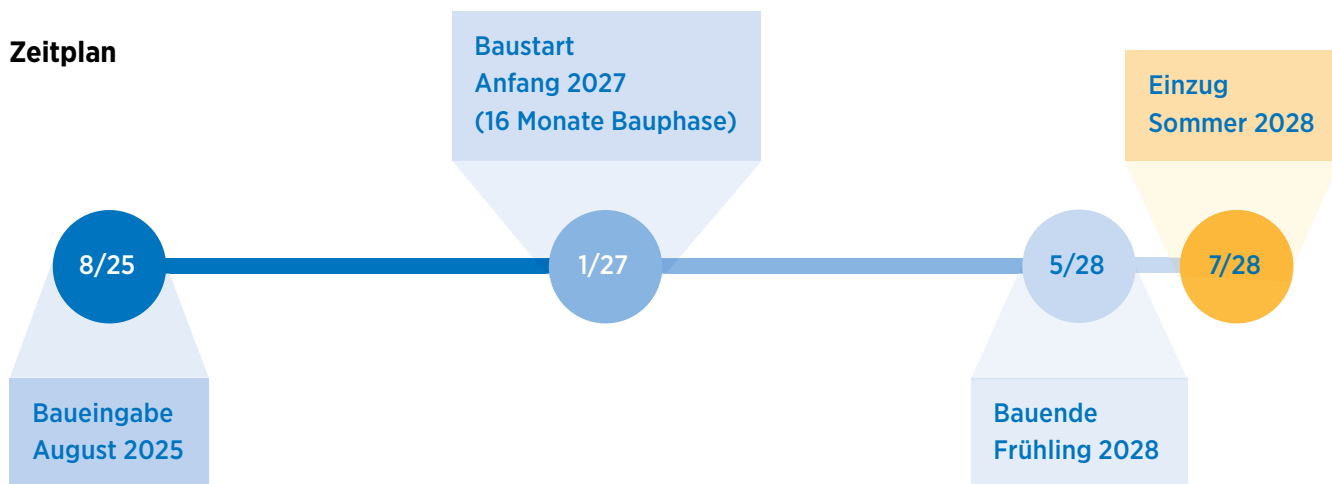 Zeitplan
Baustart
Anfang 2027
(16 Monate Bauphase)
Einzug
Sommer 2028
8/25
1/27
5/28
7/28
Baueingabe
August 2025
Bauende
Frühling 2028